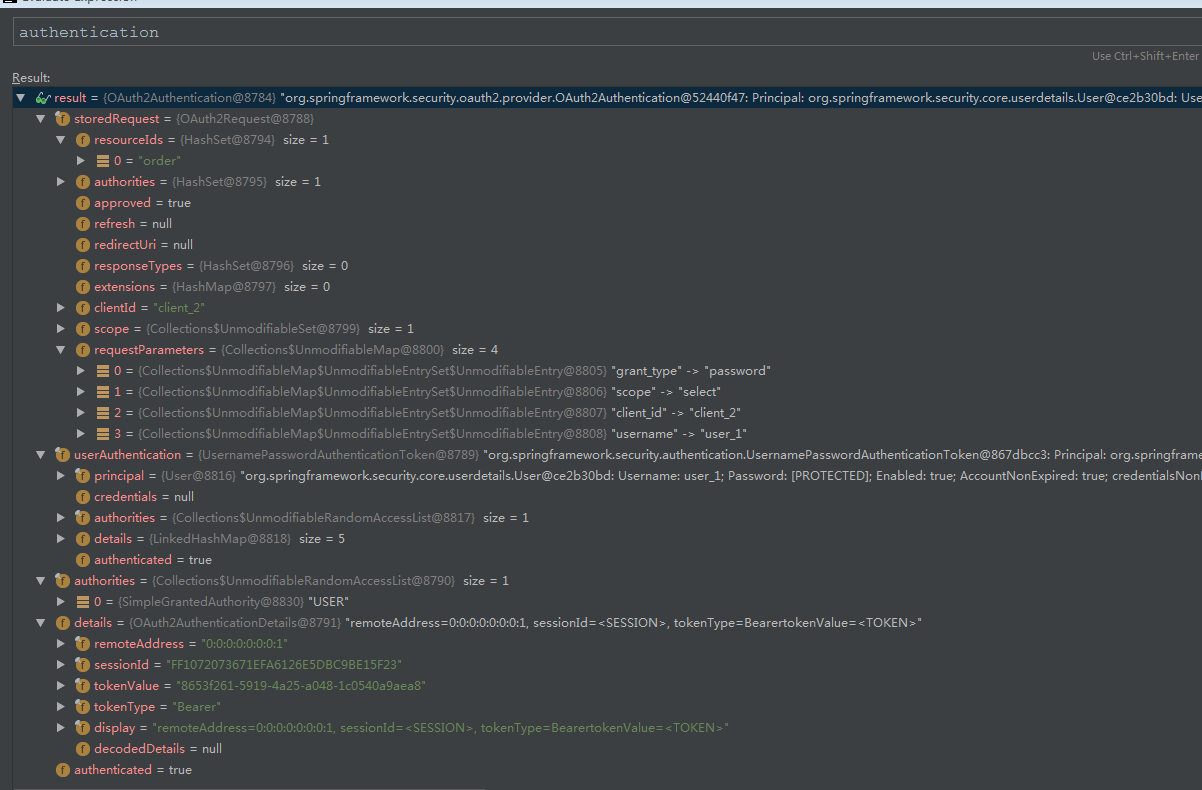 authentication
Use Ctrl+Shift+Enter
Result:
result = {OAuth2Authentication@8784} "org.springframework.security.oauth2.provider.OAuth2Authentication@52440f47: Principal: org.springframework.security.core.userdetails.User@ce2b30bd: Use
storedRequest = {OAuth2Request@8788}
resourceIds = {HashSet@8794} size = 1
0 = "order"
authorities = {HashSet@8795} size = 1
approved = true
refresh = null
redirectUri = null
responseTypes = {HashSet@8796} size = 0
extensions = {HashMap@8797} size = 0
clientId = "client_2"
scope = {Collections$UnmodifiableSet@8799} size = 1
requestParameters = {Collections$UnmodifiableMap@8800} size = 4
0 = {Collections$UnmodifiableMap$UnmodifiableEntrySet$UnmodifiableEntry@8805} "grant_type" -> "password"
1 = {Collections$UnmodifiableMap$UnmodifiableEntrySet$UnmodifiableEntry@8806} "scope" -> "select"
2 = {Collections$UnmodifiableMap$UnmodifiableEntrySet$UnmodifiableEntry@8807} "client_id" -> "client_2"
3 = {Collections$UnmodifiableMap$UnmodifiableEntrySet$UnmodifiableEntry@8808} "username" -> "user_1"
userAuthentication = {UsernamePasswordAuthenticationToken@8789} "org.springframework.security.authentication.UsernamePasswordAuthenticationToken@867dbcc3: Principal: org.springframe
principal = {User@8816} "org.springframework.security.core.userdetails.User@ce2b30bd: Username: user_1; Password: [PROTECTED]; Enabled: true; AccountNonExpired: true; credentialsNonE
credentials = null
authorities = {Collections$UnmodifiableRandomAccessList@8817} size = 1
details = {LinkedHashMap@8818} size = 5
authenticated = true
authorities = {Collections$UnmodifiableRandomAccessList@8790} size = 1
0 = {SimpleGrantedAuthority@8830} "USER"
details = {OAuth2AuthenticationDetails@8791} "remoteAddress=0:0:0:0:0:0:0:1, sessionId=<SESSION>, tokenType=BearertokenValue=<TOKEN>"
remoteAddress = "0:0:0:0:0:0:0:1"
sessionId = "FF1072073671EFA6126E5DBC9BE15F23"
tokenValue = "8653f261-5919-4a25-a048-1c0540a9aea8"
tokenType = "Bearer"
display = "remoteAddress=0:0:0:0:0:0:0:1, sessionId=<SESSION>, tokenType=BearertokenValue=<TOKEN>"
decodedDetails = null
authenticated = true